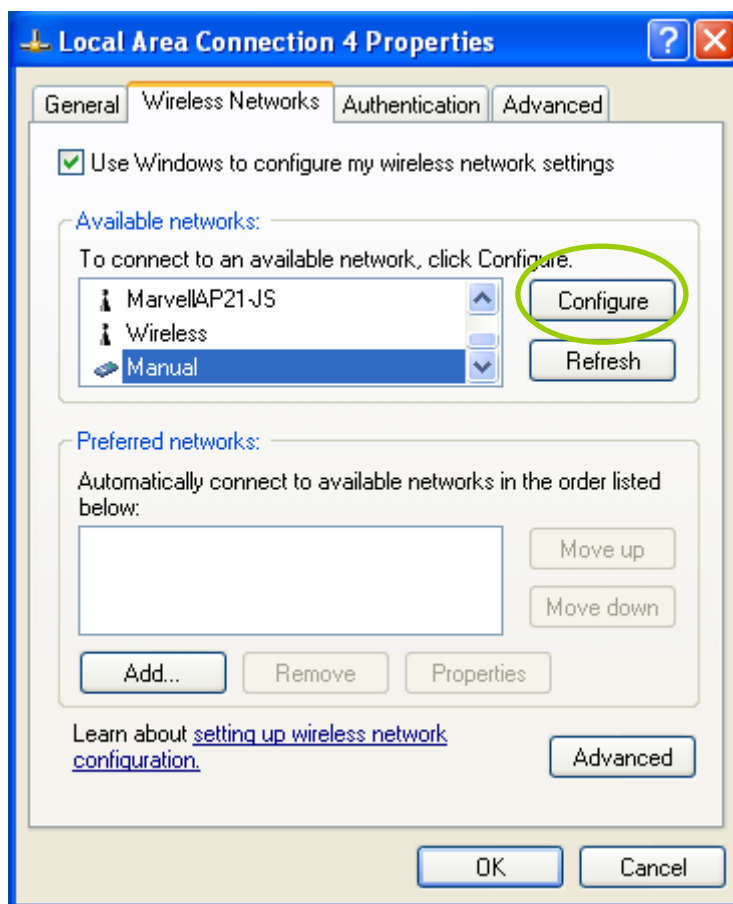 Local Area Connection 4 Properties
General Wireless Networks Authentication Advanced
Use Windows to configure my wireless network settings
Available networks:
To connect to an available network, click Configure.
MarvellAP21-JS
Wireless
Manual
Configure
Refresh
Preferred networks:
Automatically connect to available networks in the order listed
below:
Move up
Move down
Add... Remove Properties
Learn about setting up wireless network
configuration.
Advanced
OK Cancel